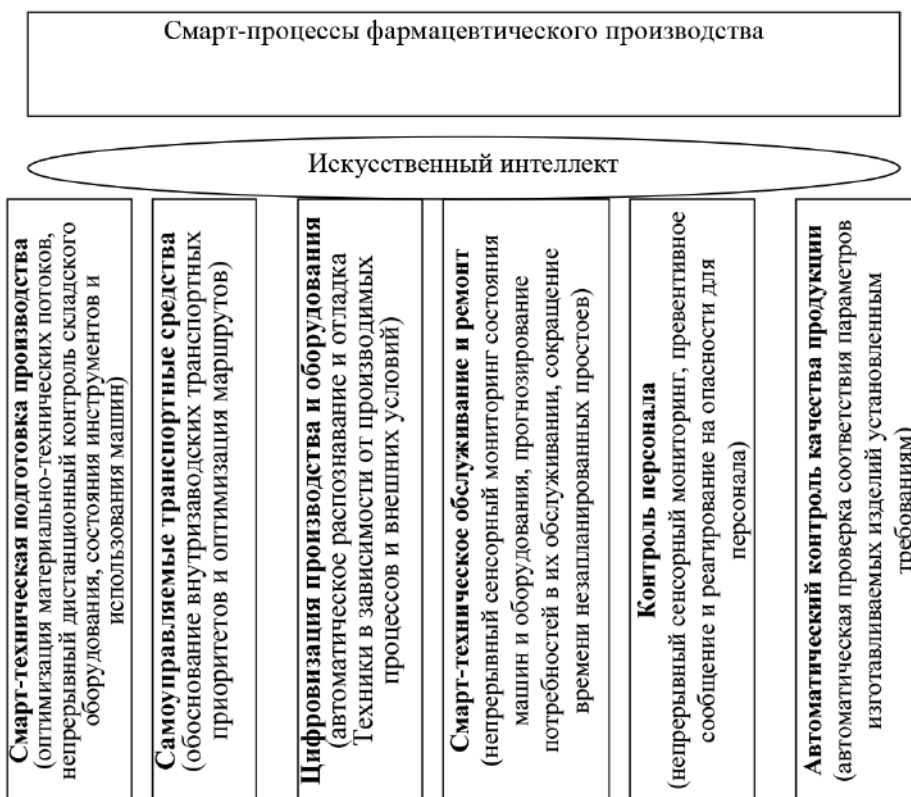 Смарт-процессы фармацевтического производства
Искусственный интеллект
Смарт-техническая подготовка производства
(оптимизация материально-технических потоков,
непрерывный дистанционный контроль складского
оборудования, состояния инструментов и
использования машин)
Самоуправляемые транспортные средства
(обоснование внутризаводских транспортных
приоритетов и оптимизация маршрутов)
Цифровизация производства и оборудования
(автоматическое распознавание и отладка
Техники в зависимости от производимых
процессов и внешних условий)
Смарт-техническое обслуживание и ремонт
(непрерывный сенсорный мониторинг состояния
машин и оборудования, прогнозирование
потребностей в их обслуживании, сокращение
времени незапланированных простоев)
Контроль персонала
(непрерывный сенсорный мониторинг, превентивное
сообщение и реагирование на опасности для
персонала)
Автоматический контроль качества продукции
(автоматическая проверка соответствия параметров
изготавливаемых изделий установленным
требованиям)